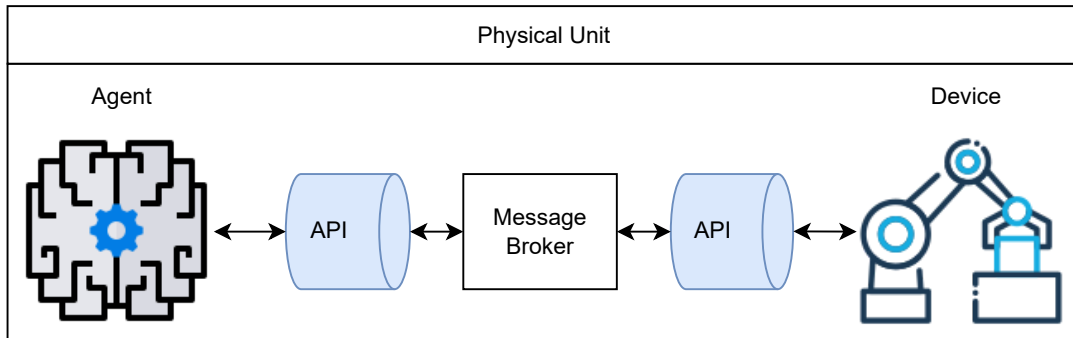 Physical Unit
Agent
Device
API
Message
Broker
API